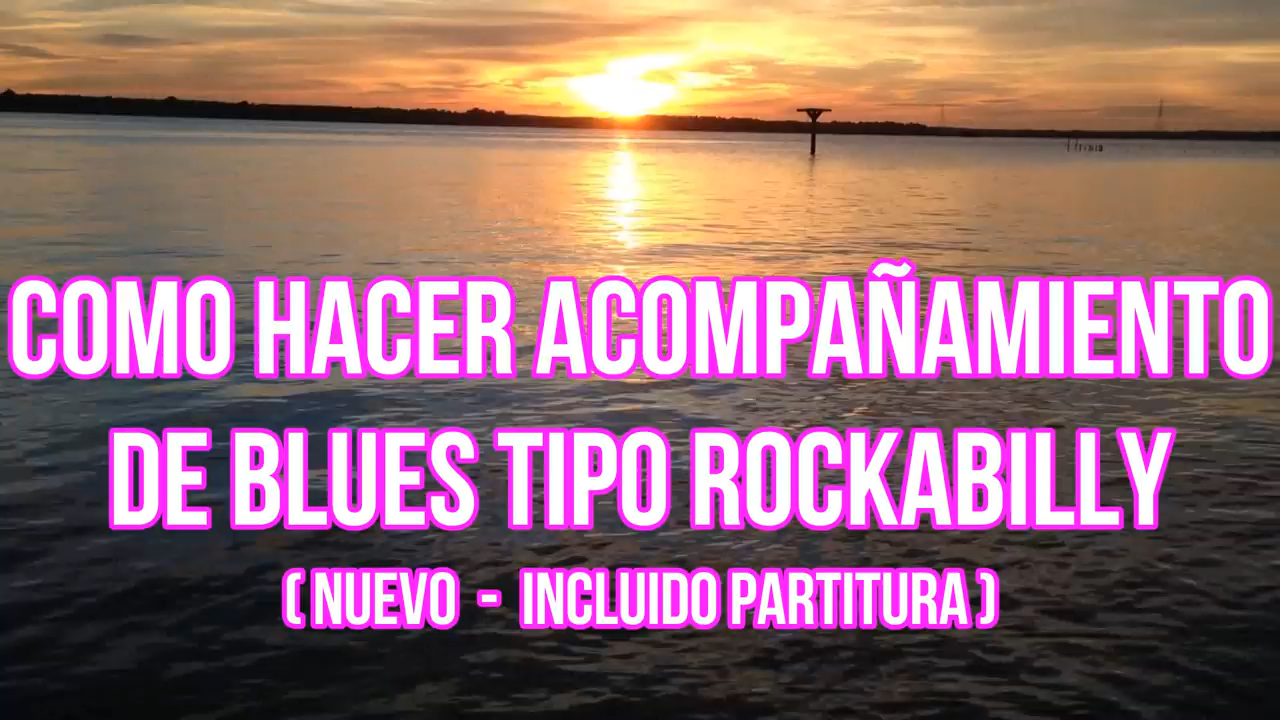 COMO HACER ACOMPAÑAMIENTO
DE BLUES TIPO ROCKABILLY
( NUEVO - INCLUIDO PARTITURA )